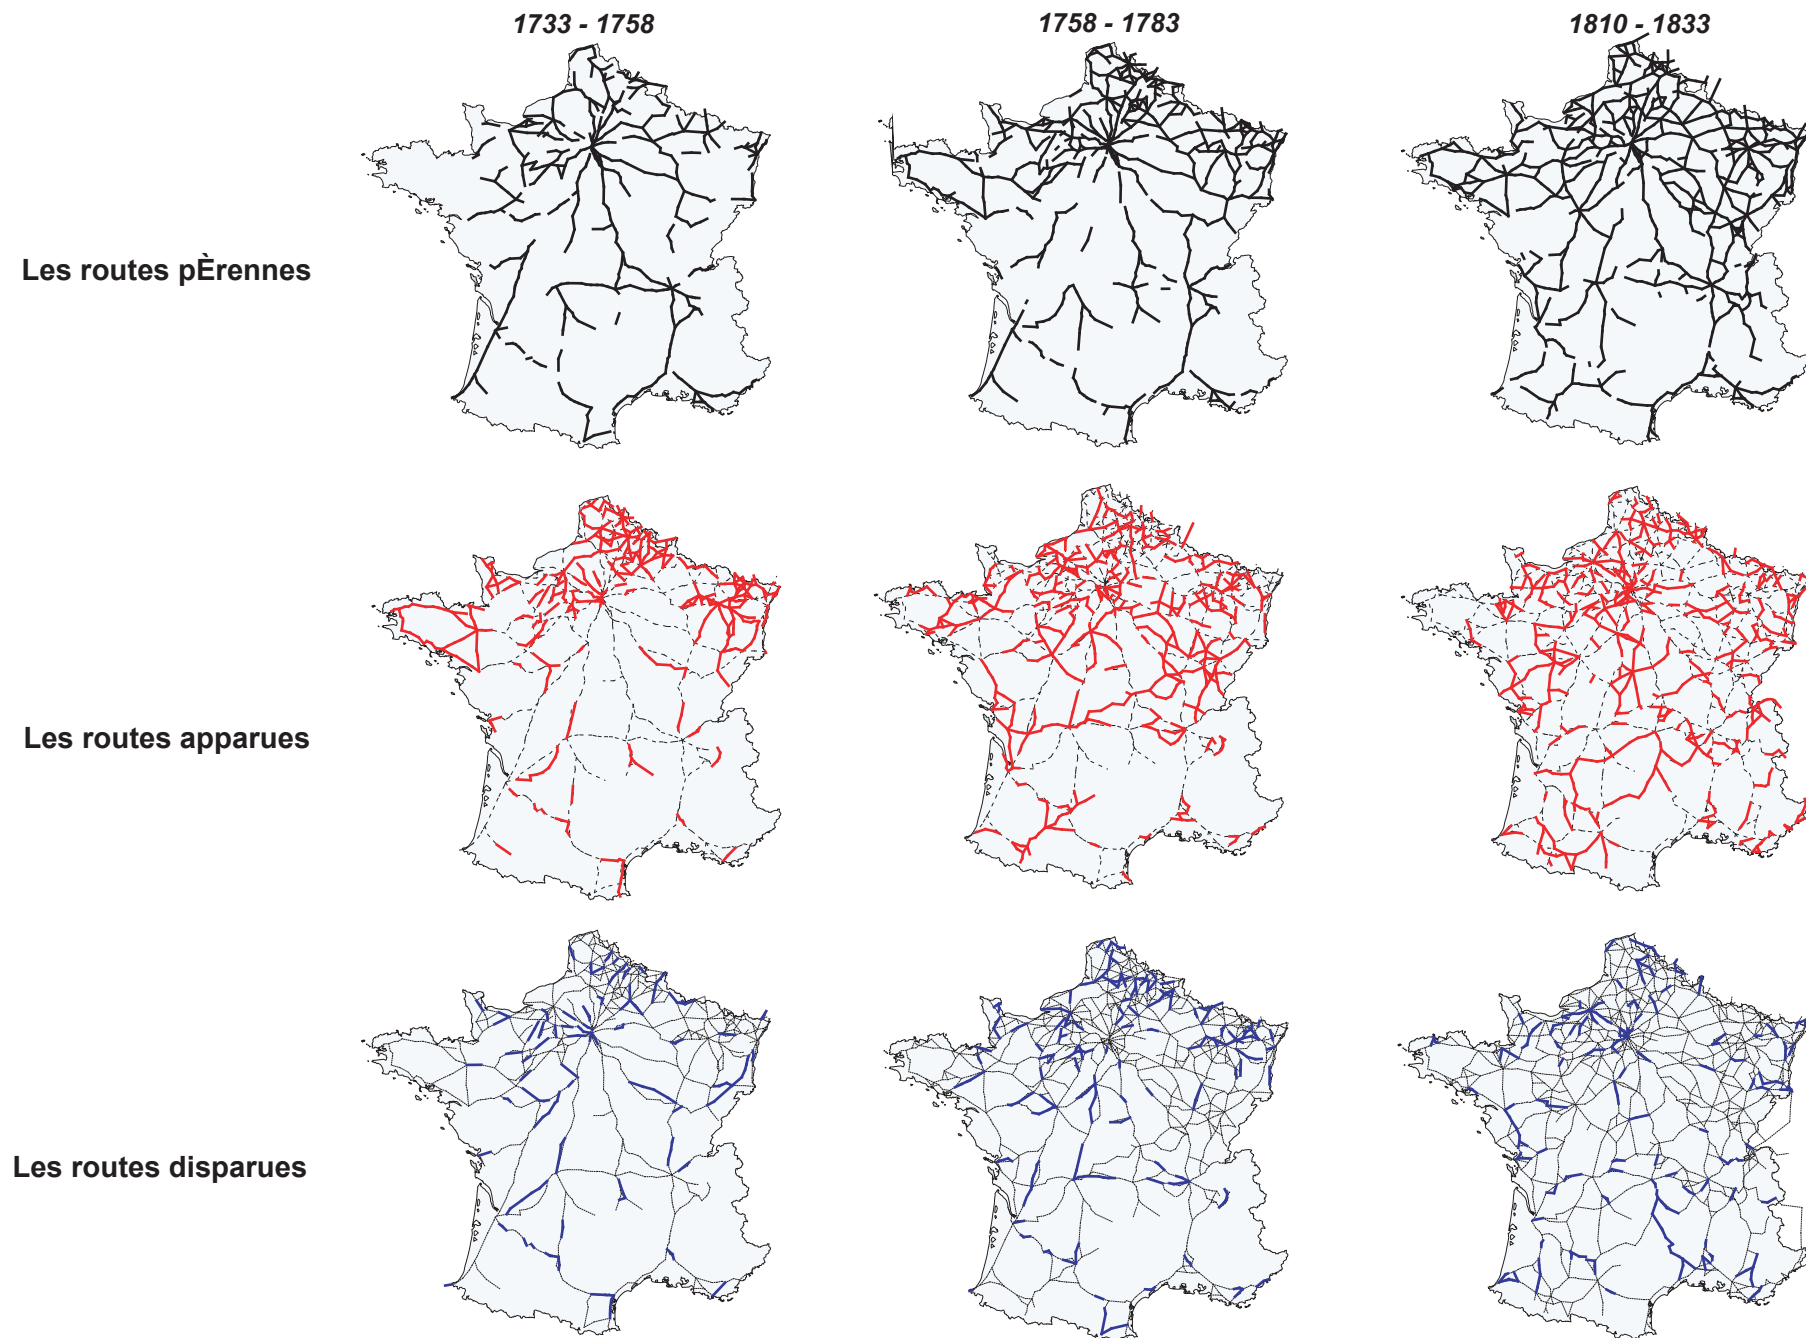 1733 - 1758
1758 - 1783
1810 - 1833
Les routes pÈrennes
Les routes apparues
Les routes disparues